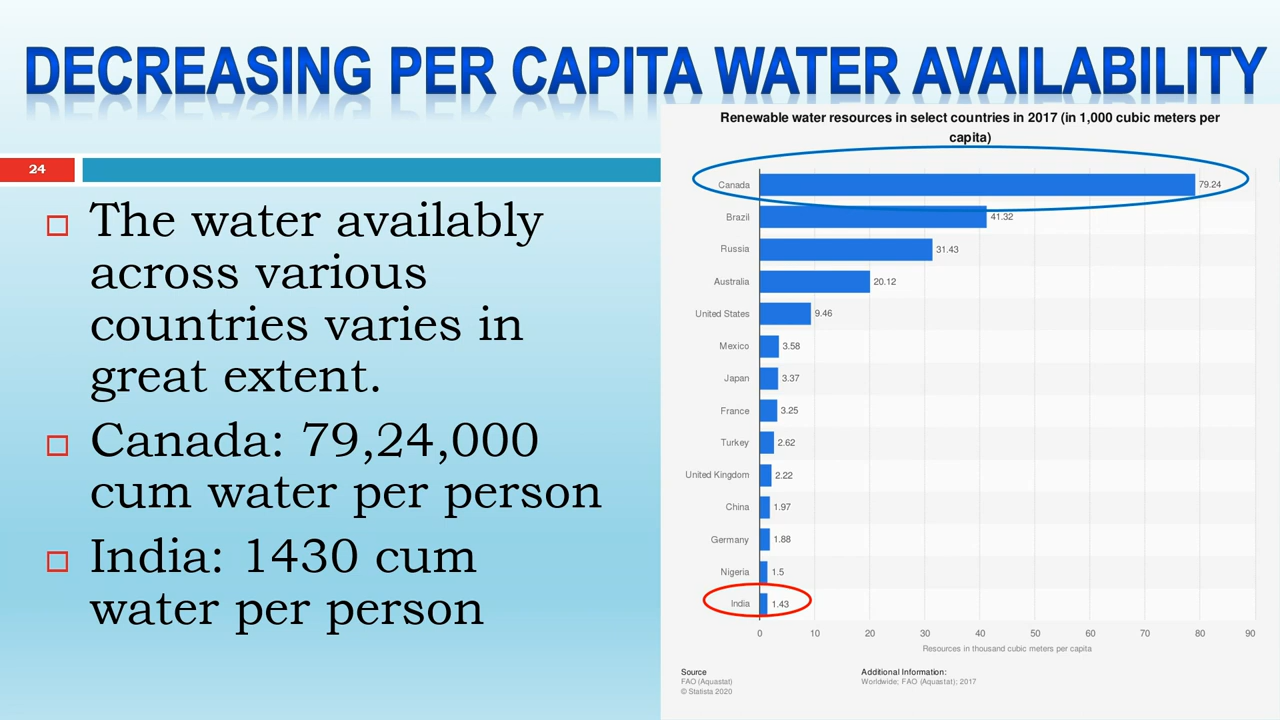 DECREASING PER CAPITA WATER AVAILABILITY
24
The water availably
across various
countries varies in
great extent.
Canada: 79,24,000
cum water per person
India: 1430 cum
water per person
Renewable water resources in select countries in 2017 (in 1,000 cubic meters per
capita)
Canada 79.24
Brazil 41.32
Russia 31.43
Australia 20.12
United States 9.46
Mexico 3.58
Japan 3.37
France 3.25
Turkey 2.62
United Kingdom 2.22
China 1.97
Germany 1.88
Nigeria 1.5
India 1.43
0 10 20 30 40 50 60 70 80 90
Resources in thousand cubic meters per capita
Source
FAO (Aquastat)
© Statista 2020
Additional Information:
Worldwide; FAO (Aquastat); 2017